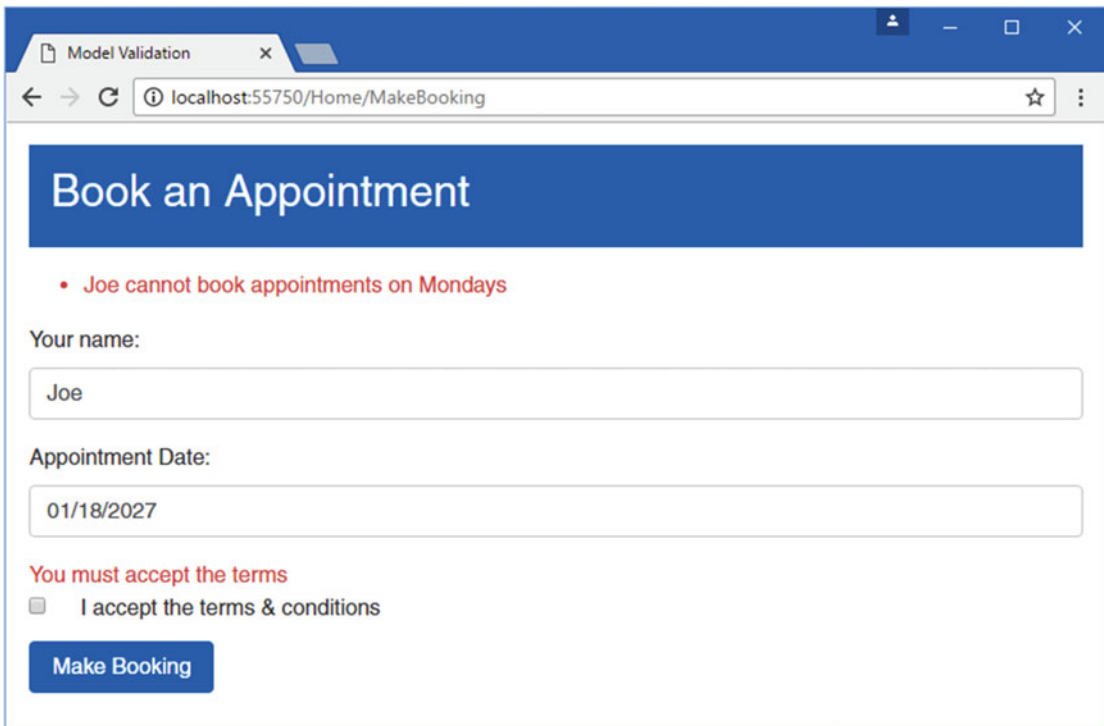 Model Validation
localhost:55750/Home/MakeBooking
Book an Appointment
• Joe cannot book appointments on Mondays
Your name:
Joe
Appointment Date:
01/18/2027
You must accept the terms
I accept the terms & conditions
Make Booking